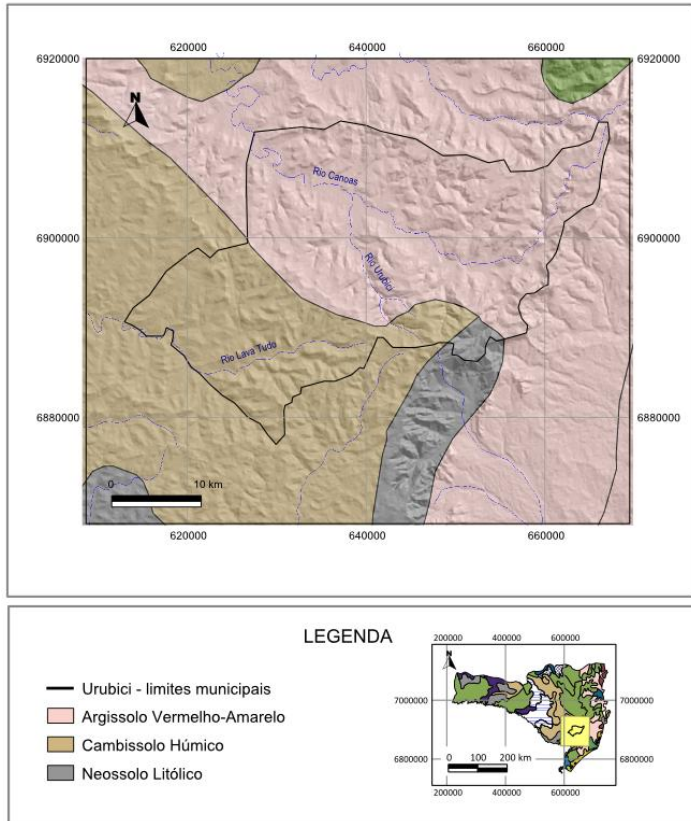 620000 640000 660000
6920000 6920000
N
Rio Canoas
6900000 6900000
Rio Urubici
Rio Lava Tudo
6880000 6880000
0 10 km
620000 640000 660000
LEGENDA
Urubici - limites municipais
Argissolo Vermelho-Amarelo
Cambissolo Húmico
Neossolo Litólico
200000 400000 600000
N
7000000 7000000
6800000 6800000
0 100 200 km
200000 400000 600000